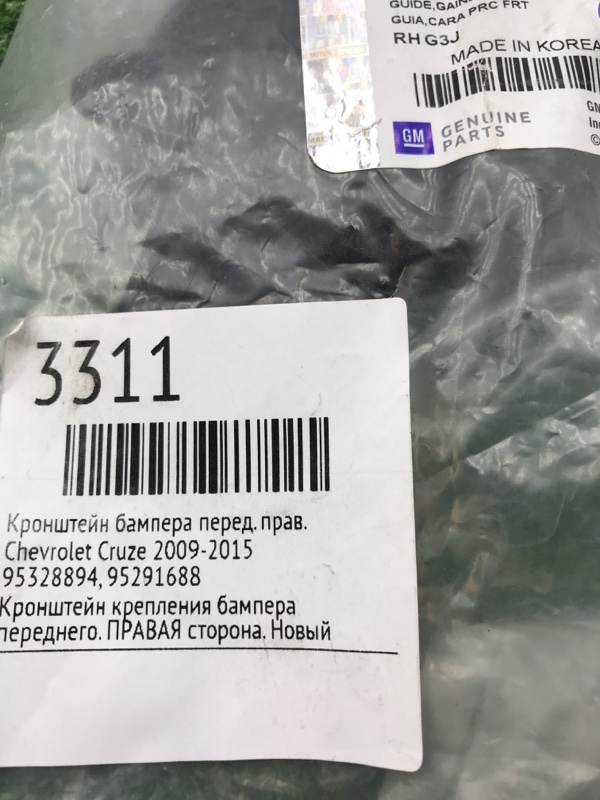 GUIDE,GAIN
GUIA,CARA PRC FRT
RH G3J
MADE IN KOREA
GM
GENUINE
PARTS
GM
©
3311
Кронштейн бампера перед. прав.
Chevrolet Cruze 2009-2015
95328894, 95291688
Кронштейн крепления бампера
переднего. ПРАВАЯ сторона. Новый